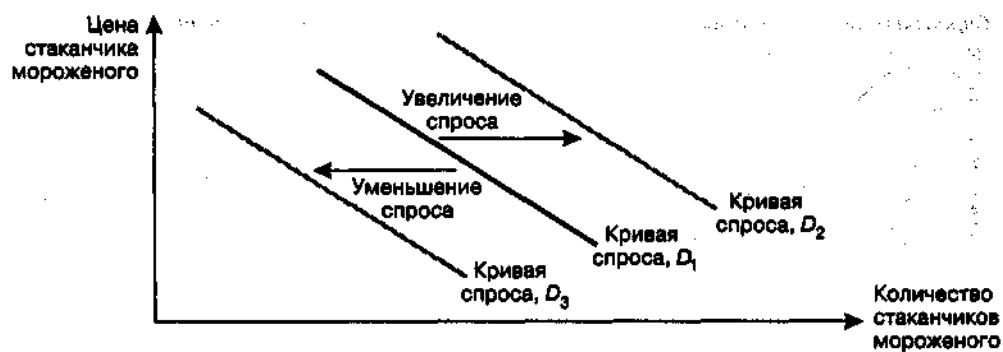 Цена
стаканчика
мороженого
Увеличение
спроса
Уменьшение
спроса
Кривая
спроса, D₂
Кривая
спроса, D₁
Кривая
спроса, D₃
Количество
стаканчиков
мороженого